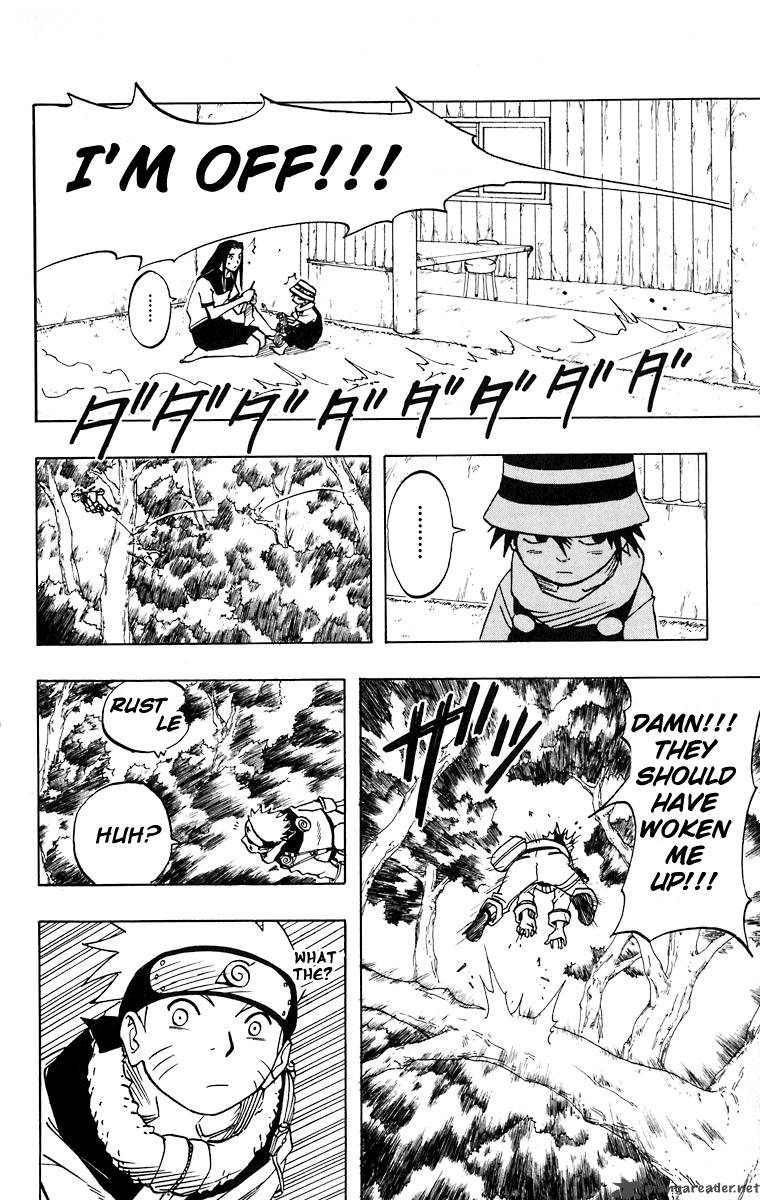 I'M OFF!!!
………
ダダダダダダダダ
………
DAMN!!!
THEY
SHOULD
HAVE
WOKEN
ME
UP!!!
ザッ
RUST
LE
HUH?
WHAT
THE?
mangareader.net